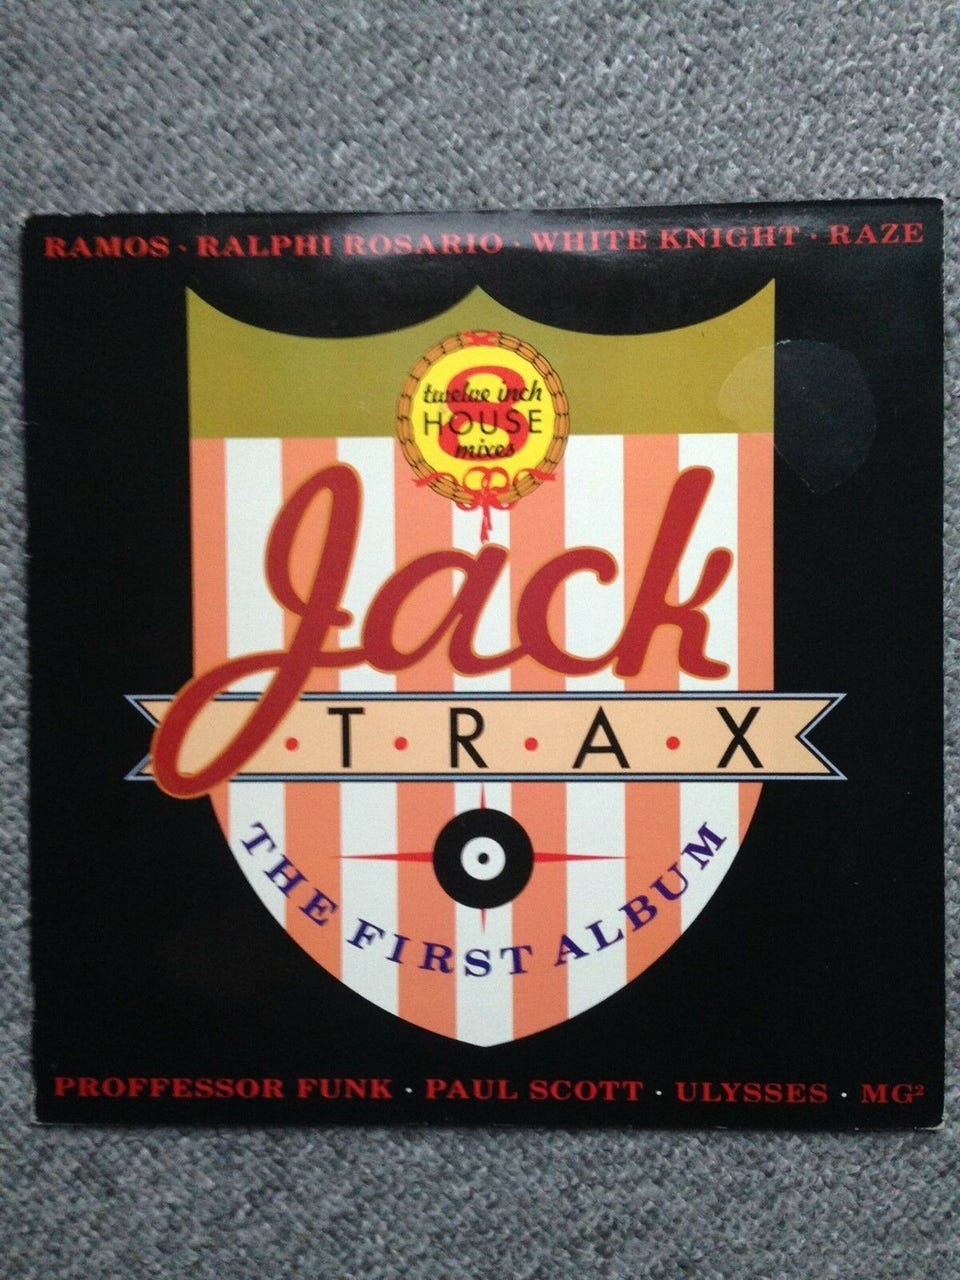 RAMOS · RALPHI ROSARIO · WHITE KNIGHT · RAZE
8
twelve inch
HOUSE
mixes
Jack
· T · R · A · X
THE FIRST ALBUM
PROFFESSOR FUNK · PAUL SCOTT · ULYSSES · MG²